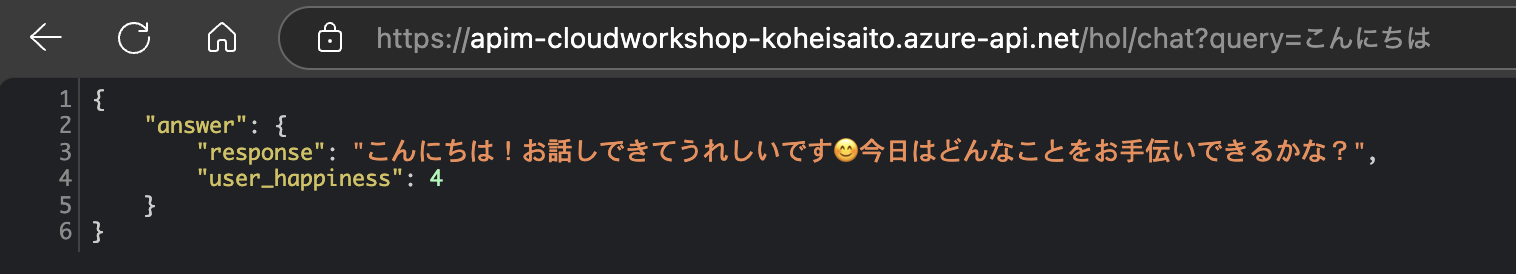 https://apim-cloudworkshop-koheisaito.azure-api.net/hol/chat?query=こんにちは
1 {
2     "answer": {
3         "response": "こんにちは！お話しできてうれしいです😊今日はどんなことをお手伝いできるかな？",
4         "user_happiness": 4
5     }
6 }